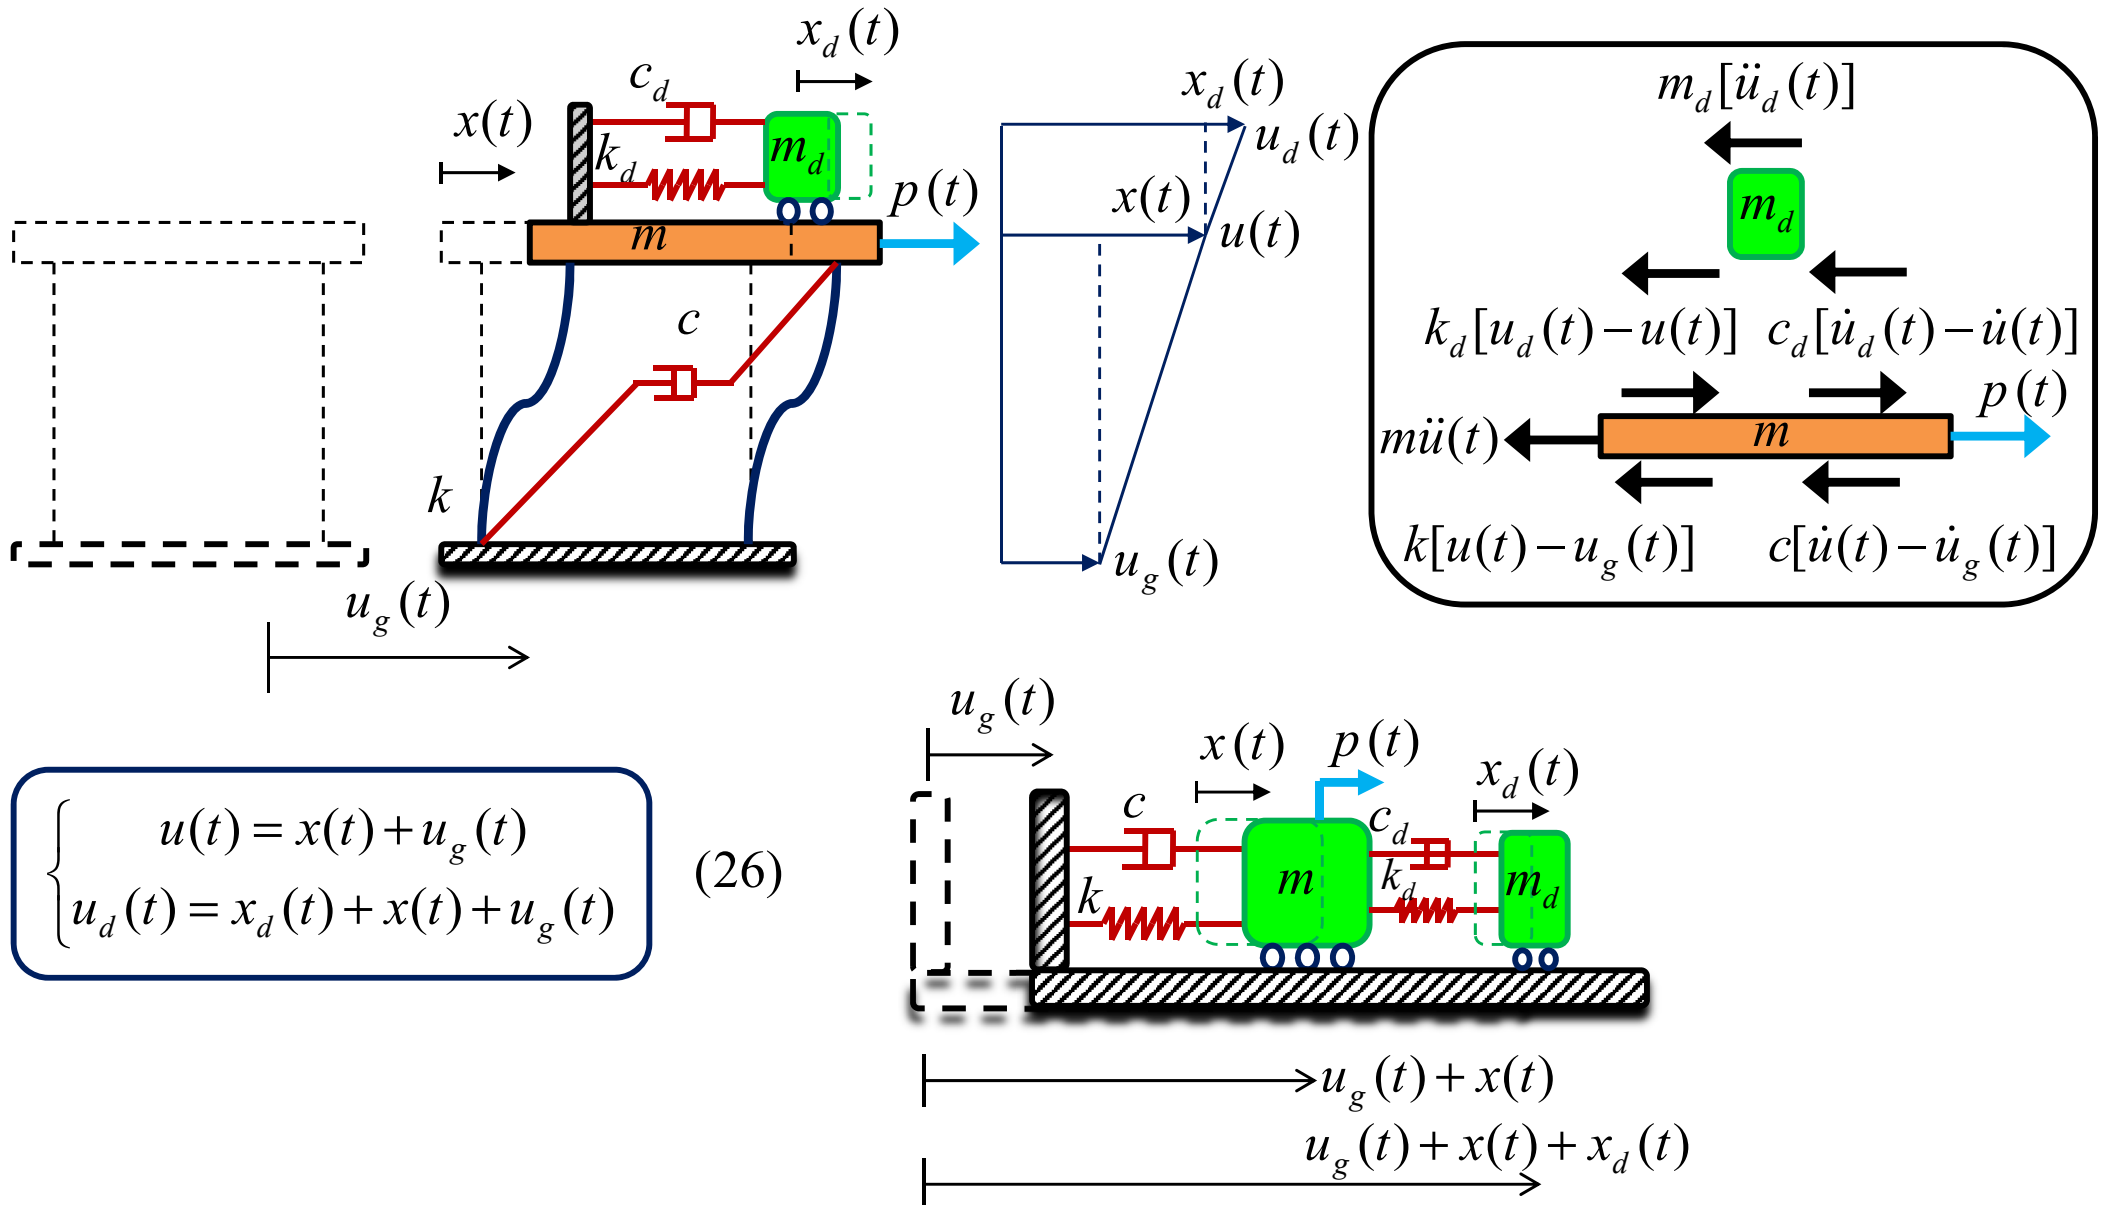 x_d(t)
c_d
x(t)
k_d
m_d
p(t)
m
c
k
u_g(t)
x_d(t)
u_d(t)
x(t)
u(t)
u_g(t)
m_d[ü_d(t)]
m_d
k_d[u_d(t)−u(t)] c_d[u̇_d(t)−u̇(t)]
p(t)
mü(t)
m
k[u(t)−u_g(t)] c[u̇(t)−u̇_g(t)]
u(t) = x(t)+u_g(t)
u_d(t) = x_d(t)+x(t)+u_g(t)
(26)
u_g(t)
x(t)
p(t)
x_d(t)
c
c_d
k
m
k_d
m_d
u_g(t)+x(t)
u_g(t)+x(t)+x_d(t)